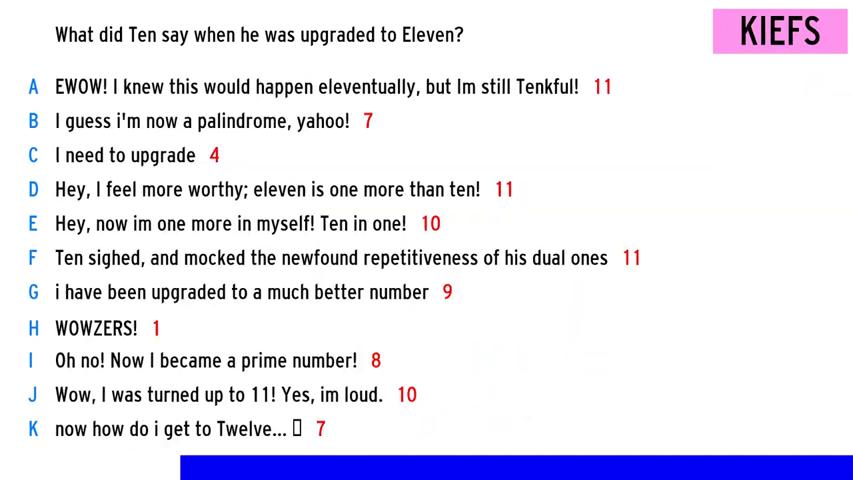 What did Ten say when he was upgraded to Eleven?
KIEFS
A EWOW! I knew this would happen eleventually, but Im still Tenkful! 11
B I guess i'm now a palindrome, yahoo! 7
C I need to upgrade 4
D Hey, I feel more worthy; eleven is one more than ten! 11
E Hey, now im one more in myself! Ten in one! 10
F Ten sighed, and mocked the newfound repetitiveness of his dual ones 11
G i have been upgraded to a much better number 9
H WOWZERS! 1
I Oh no! Now I became a prime number! 8
J Wow, I was turned up to 11! Yes, im loud. 10
K now how do i get to Twelve... ▯ 7